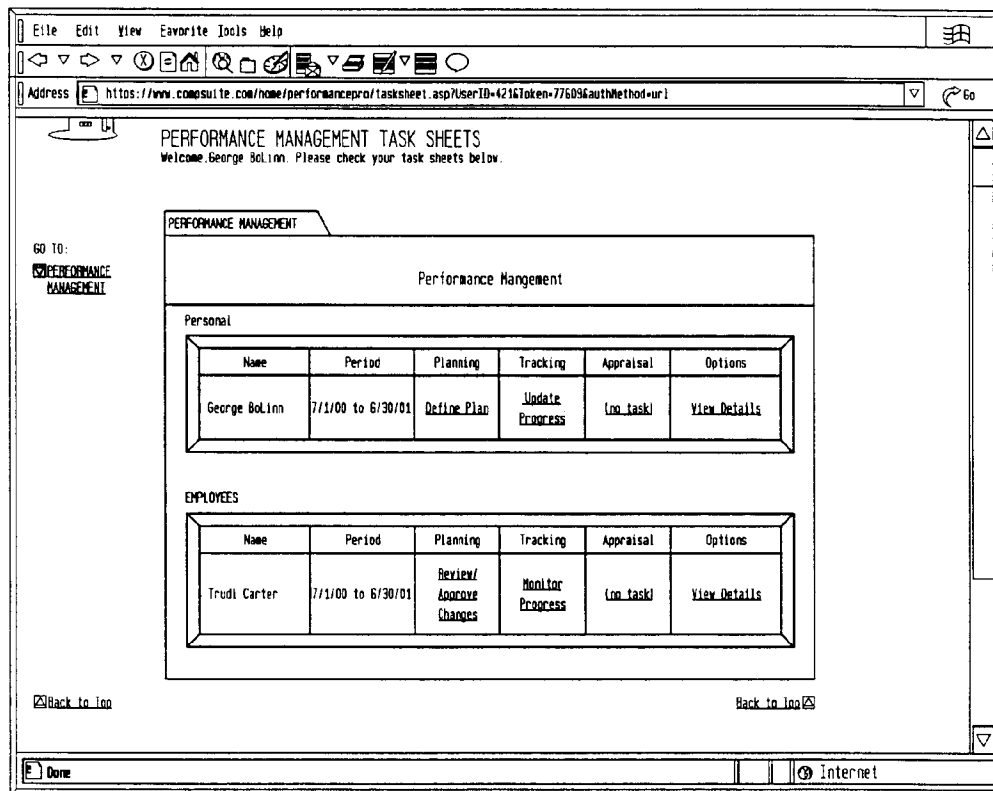 Eile Edit View Eavorite Iools Help
Address https://www.compsuite.com/home/performancepro/tasksheet.asp?UserID=421&Token=77609&authMethod=url Go
PERFORMANCE MANAGEMENT TASK SHEETS
Welcome,George BoLinn. Please check your task sheets below.
PERFORMANCE MANAGEMENT
GO TO:
PERFORMANCE
MANAGEMENT
Performance Mangement
Personal
Name Period Planning Tracking Appraisal Options
George BoLinn 7/1/00 to 6/30/01 Define Plan Update Progress (no task) View Details
EMPLOYEES
Name Period Planning Tracking Appraisal Options
Trudi Carter 7/1/00 to 6/30/01 Review/ Approve Changes Monitor Progress (no task) View Details
Back to Top Back to Top
Done Internet